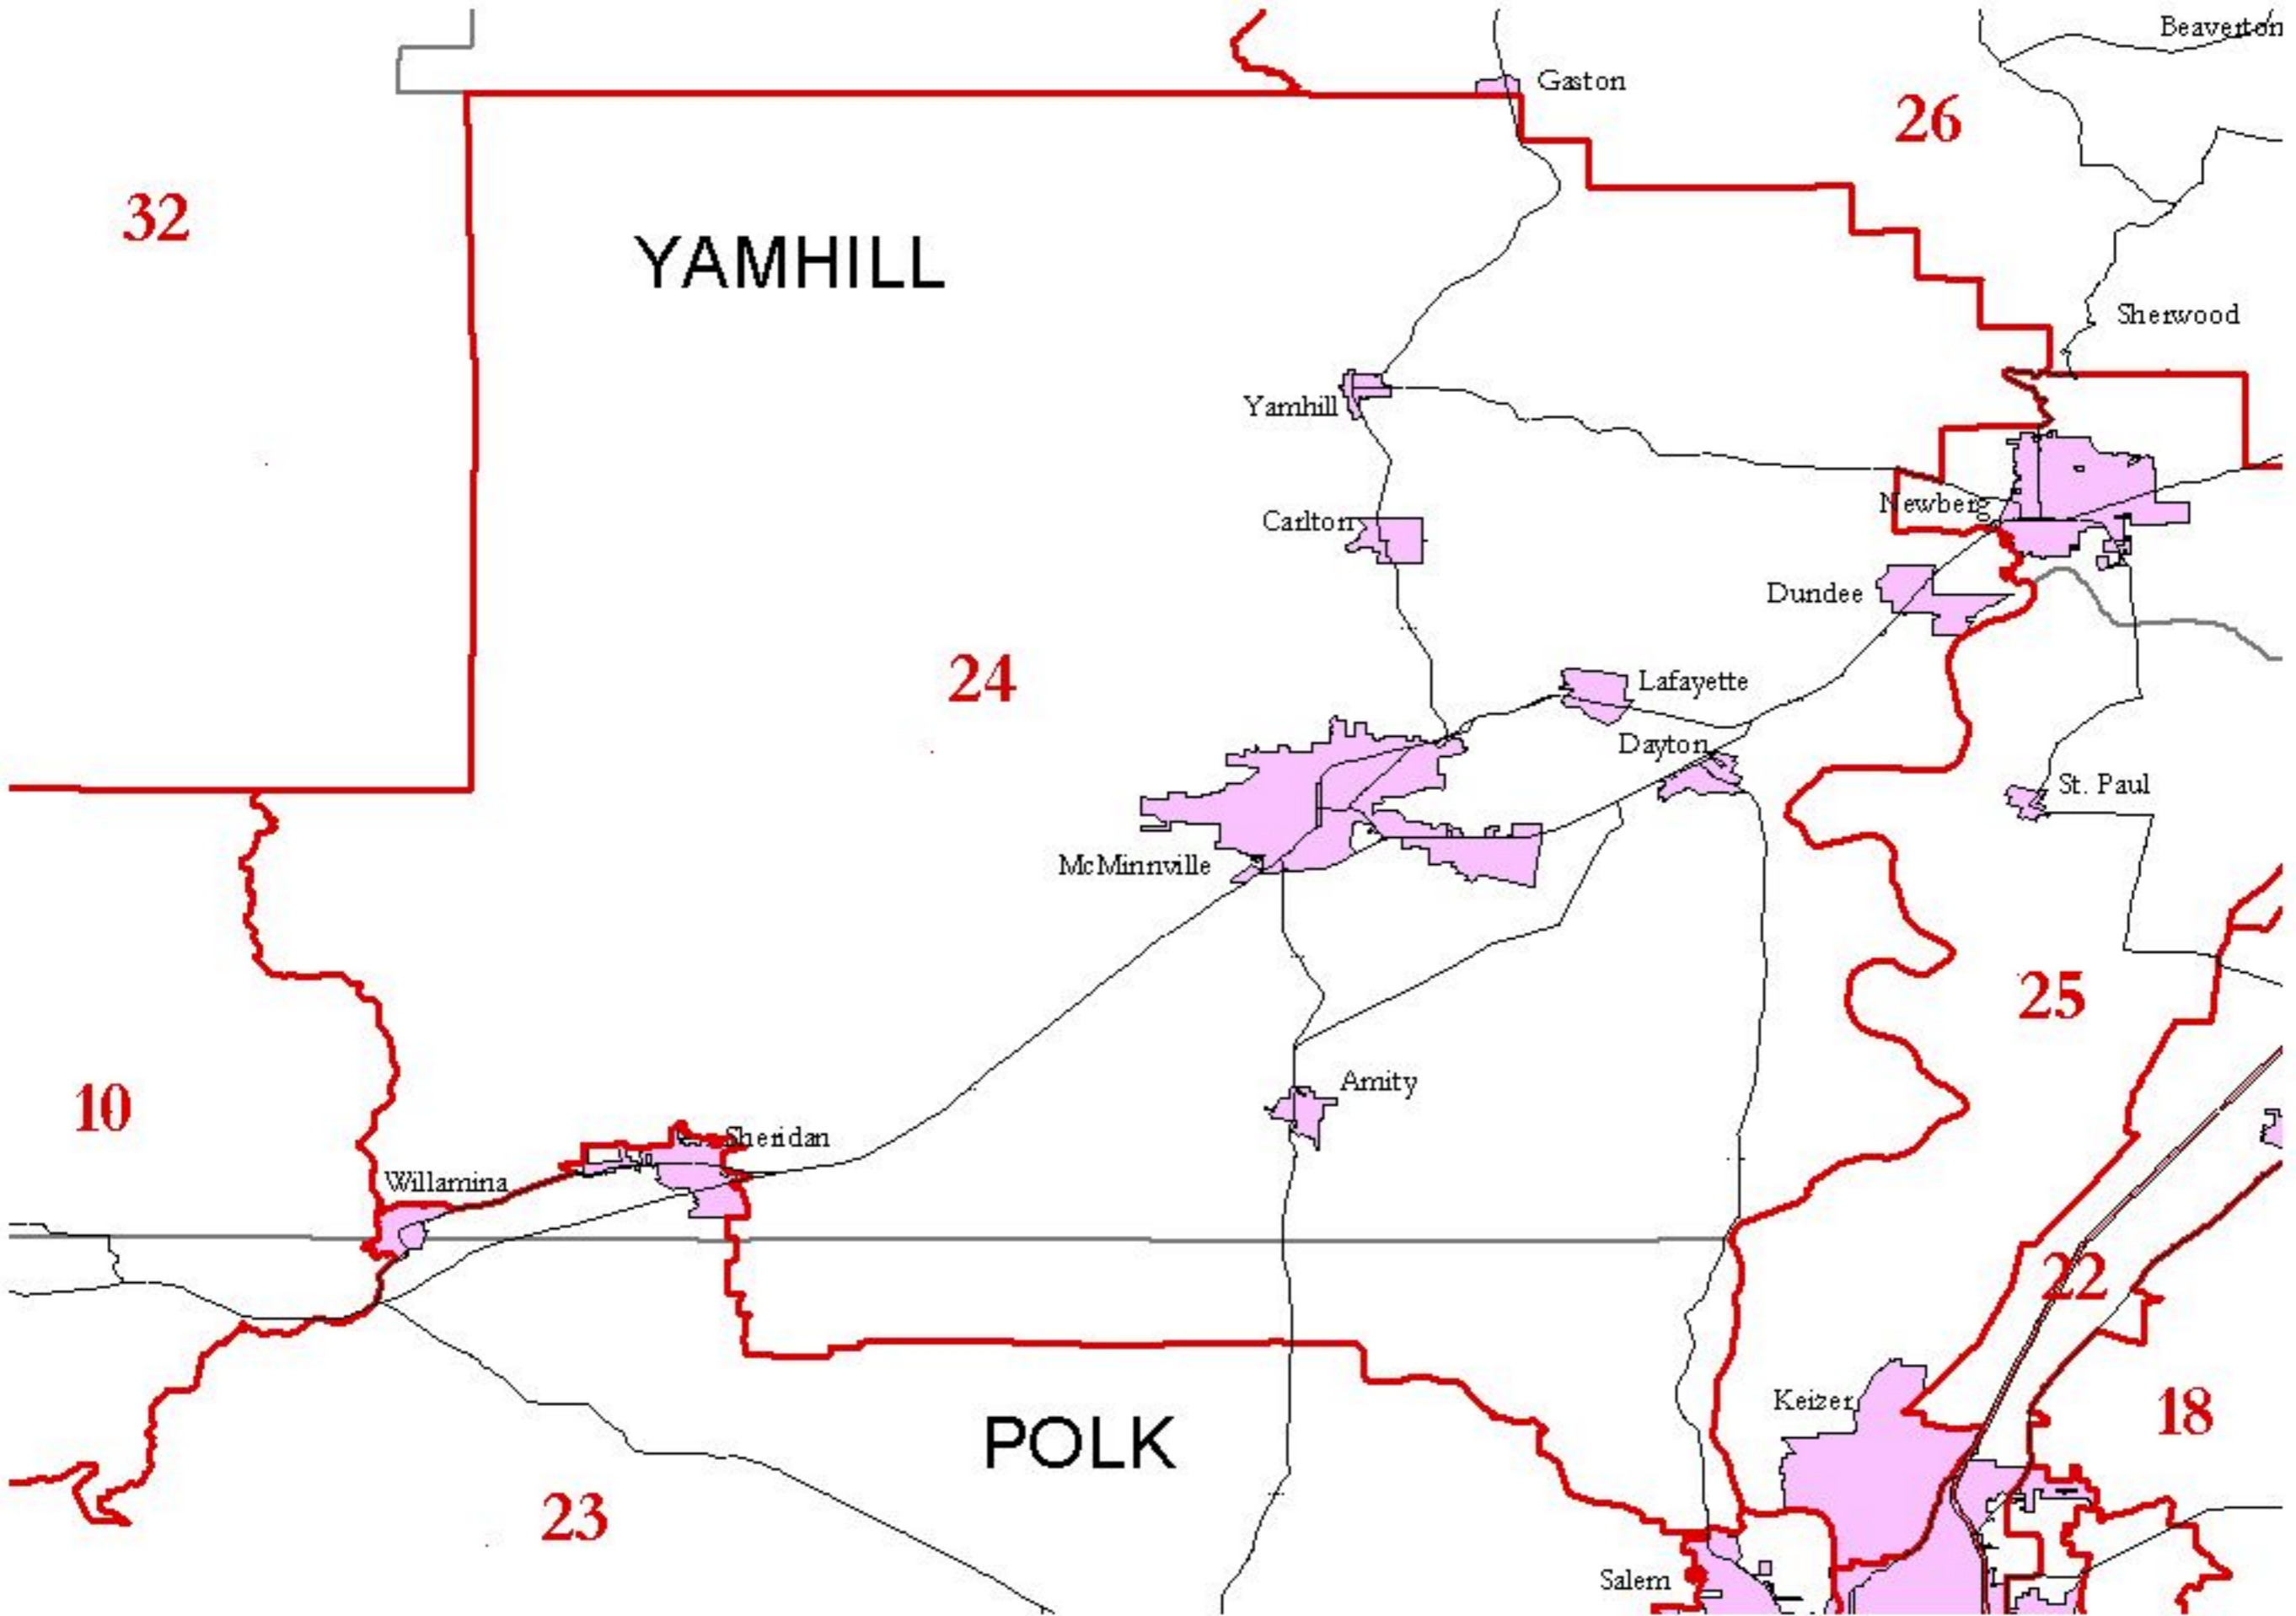 Beaverton
Gaston
26
32
YAMHILL
Sherwood
Yamhill
Newberg
Carlton
Dundee
24
Lafayette
Dayton
St. Paul
McMinnville
25
Amity
10
Sheridan
Willamina
22
Keizer
18
POLK
23
Salem